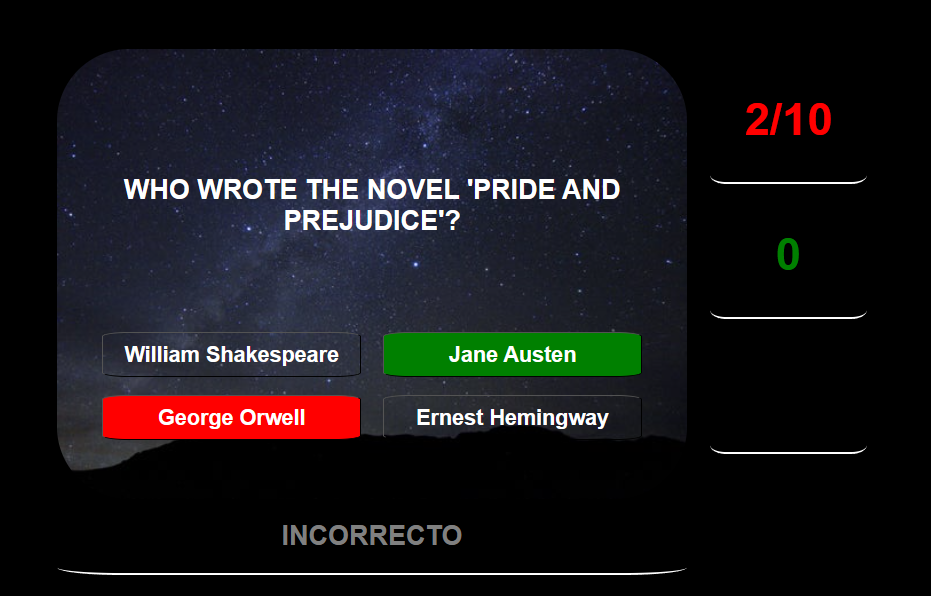 WHO WROTE THE NOVEL 'PRIDE AND
PREJUDICE'?
William Shakespeare
Jane Austen
George Orwell
Ernest Hemingway
INCORRECTO
2/10
0